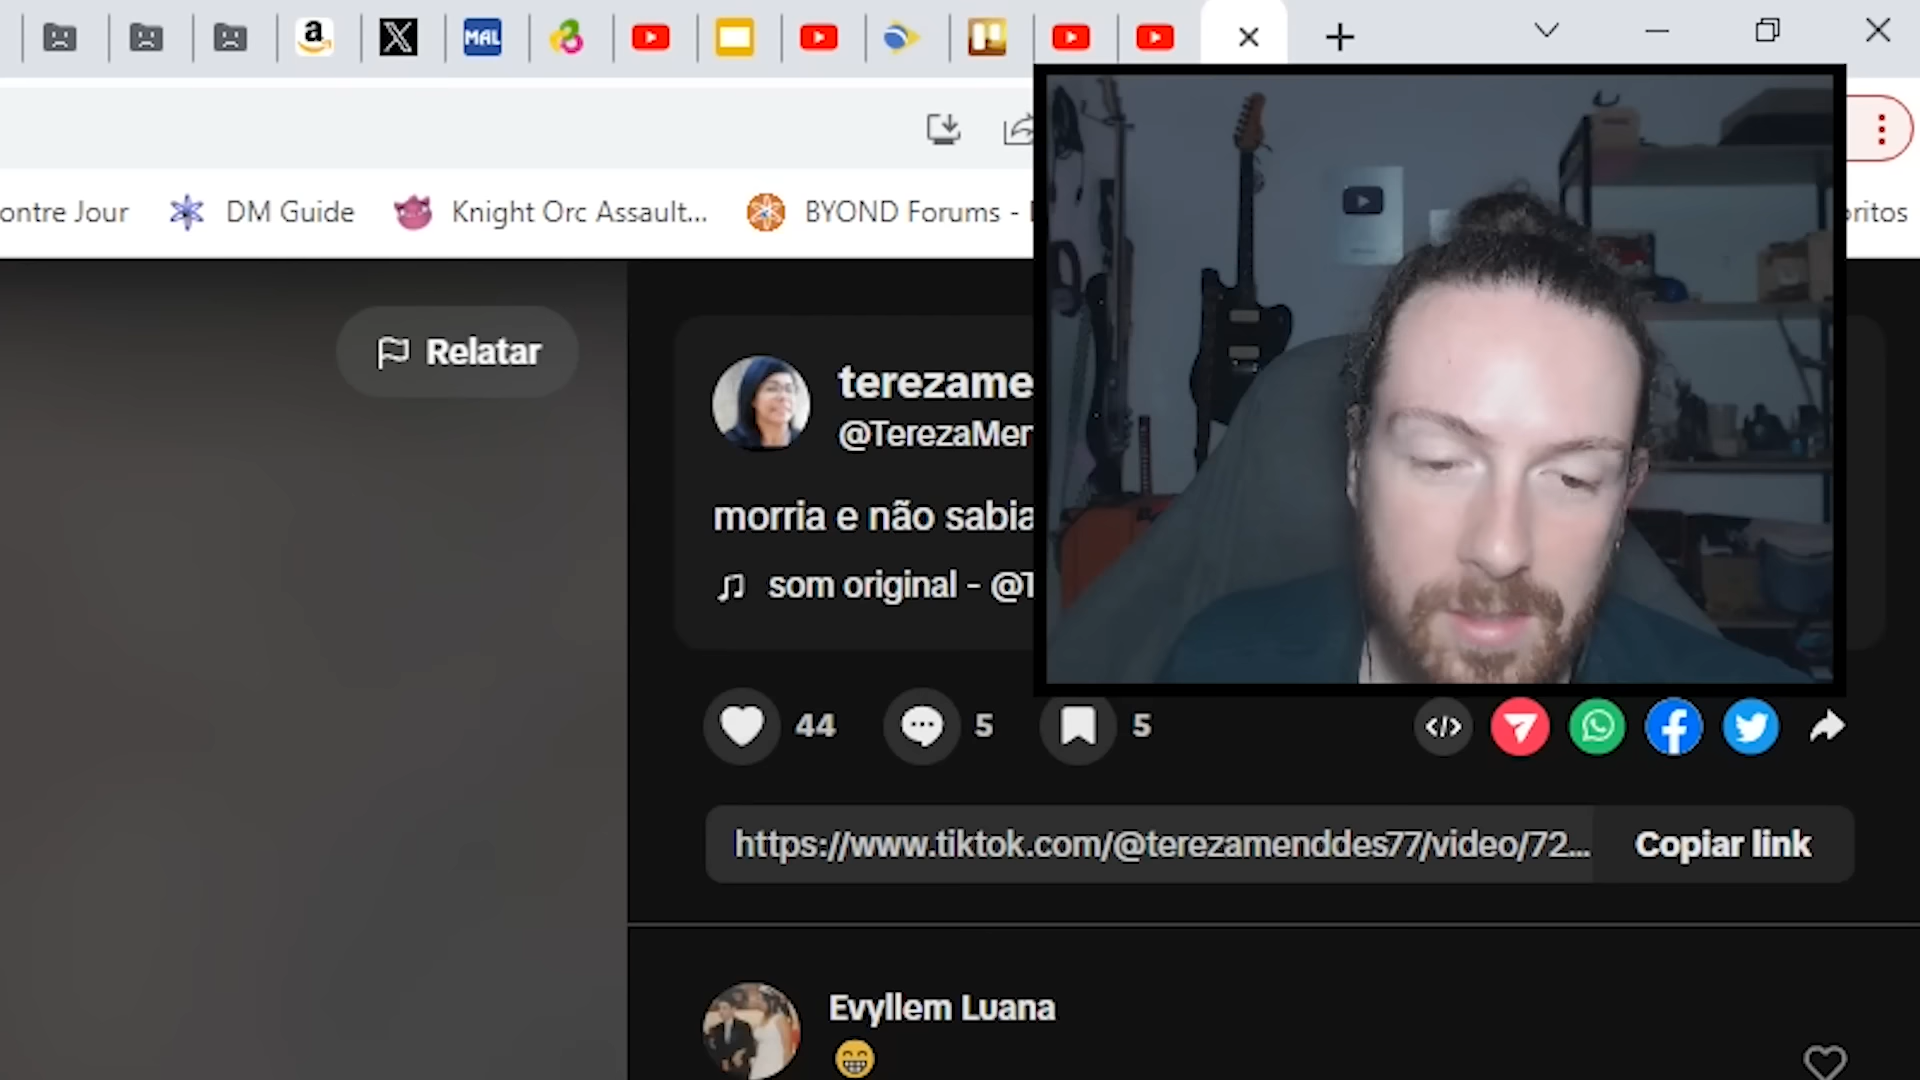 MAL
ontre Jour
DM Guide
Knight Orc Assault...
BYOND Forums -
oritos
Relatar
terezame
@TerezaMer
morria e não sabia
som original - @T
44
5
5
https://www.tiktok.com/@terezamenddes77/video/72...
Copiar link
Evyllem Luana